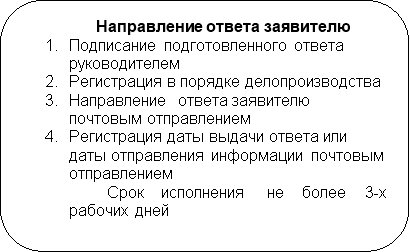 Направление ответа заявителю
1. Подписание подготовленного ответа
руководителем
2. Регистрация в порядке делопроизводства
3. Направление ответа заявителю
почтовым отправлением
4. Регистрация даты выдачи ответа или
даты отправления информации почтовым
отправлением
Срок исполнения не более 3-х
рабочих дней